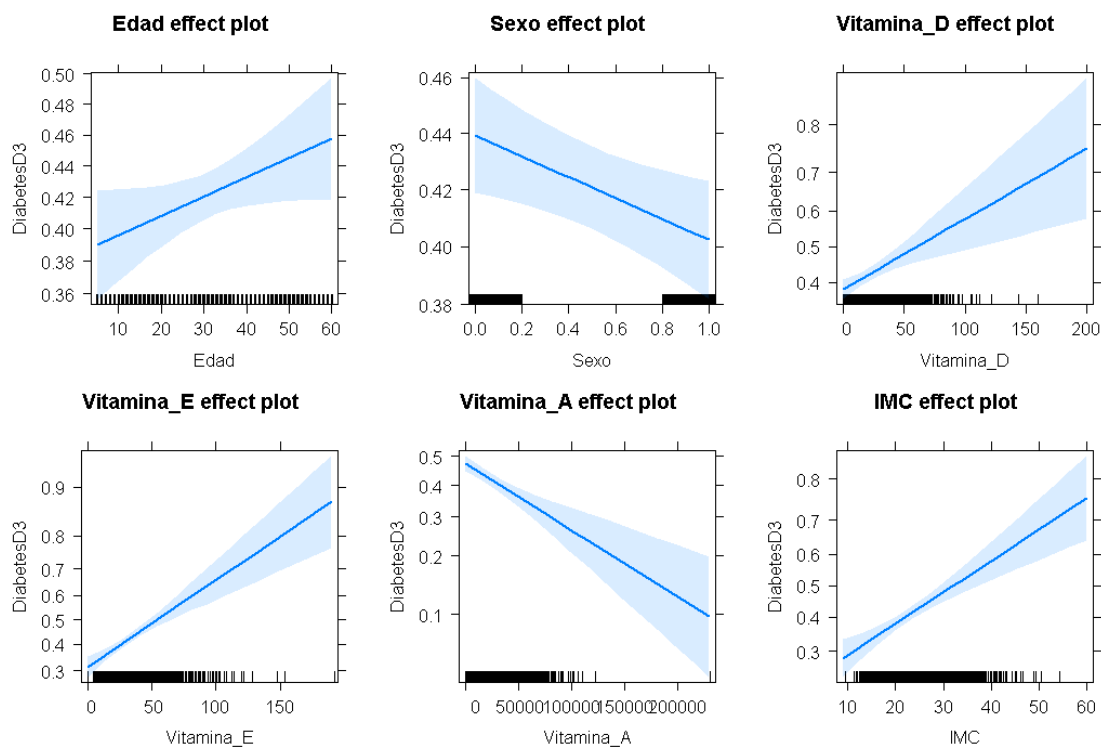 Edad effect plot
0.50
0.48
0.46
0.44
0.42
0.40
0.38
0.36
DiabetesD3
10 20 30 40 50 60
Edad
Sexo effect plot
0.46
0.44
0.42
0.40
0.38
DiabetesD3
0.0 0.2 0.4 0.6 0.8 1.0
Sexo
Vitamina_D effect plot
0.8
0.7
0.6
0.5
0.4
DiabetesD3
0 50 100 150 200
Vitamina_D
Vitamina_E effect plot
0.9
0.8
0.7
0.6
0.5
0.4
0.3
DiabetesD3
0 50 100 150
Vitamina_E
Vitamina_A effect plot
0.5
0.4
0.3
0.2
0.1
DiabetesD3
0 50000 100000 150000 200000
Vitamina_A
IMC effect plot
0.8
0.7
0.6
0.5
0.4
0.3
DiabetesD3
10 20 30 40 50 60
IMC